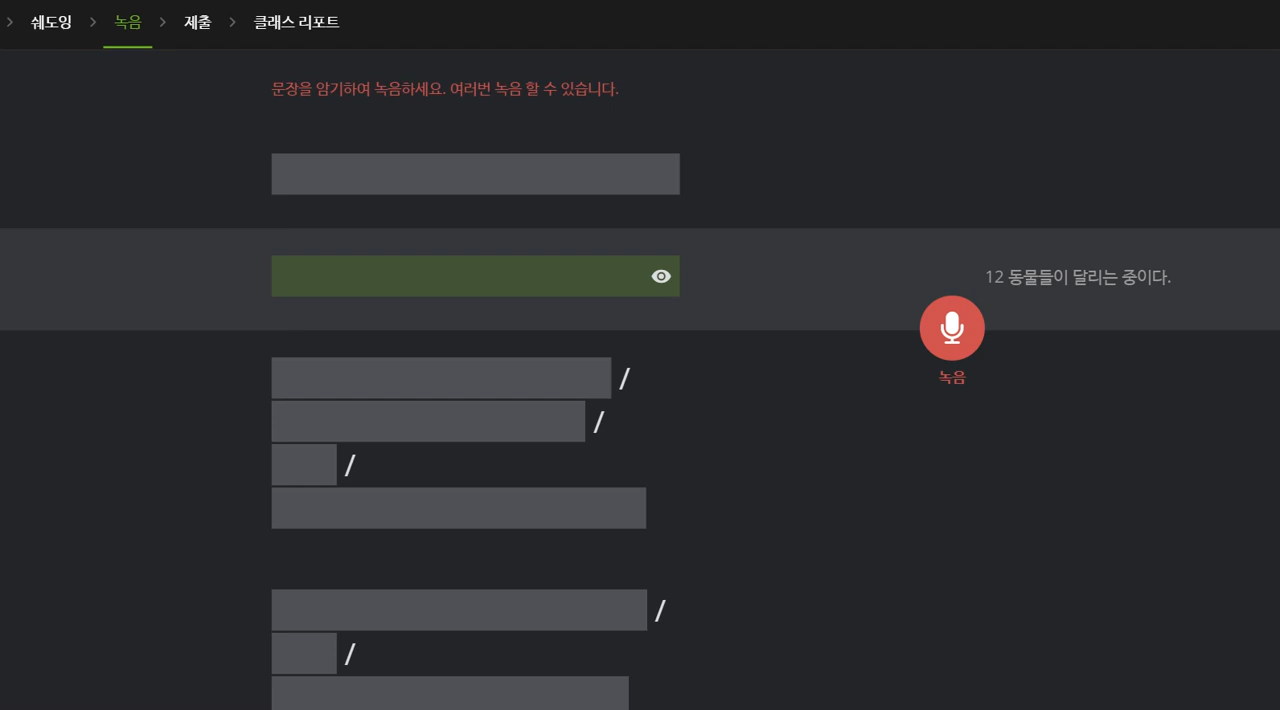 쉐도잉 > 녹음 > 제출 > 클래스 리포트
문장을 암기하여 녹음하세요. 여러번 녹음 할 수 있습니다.
12 동물들이 달리는 중이다.
녹음
/
/
/
/
/